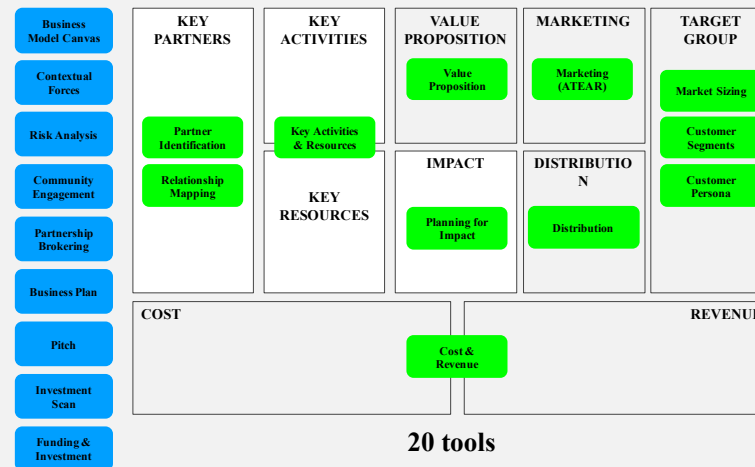 Business
Model Canvas
Contextual
Forces
Risk Analysis
Community
Engagement
Partnership
Brokering
Business Plan
Pitch
Investment
Scan
Funding &
Investment
KEY
PARTNERS
Partner
Identification
Relationship
Mapping
KEY
ACTIVITIES
Key Activities
& Resources
KEY
RESOURCES
VALUE
PROPOSITION
Value
Proposition
IMPACT
Planning for
Impact
MARKETING
Marketing
(ATEAR)
DISTRIBUTIO
N
Distribution
TARGET
GROUP
Market Sizing
Customer
Segments
Customer
Persona
COST
Cost &
Revenue
REVENUE
20 tools